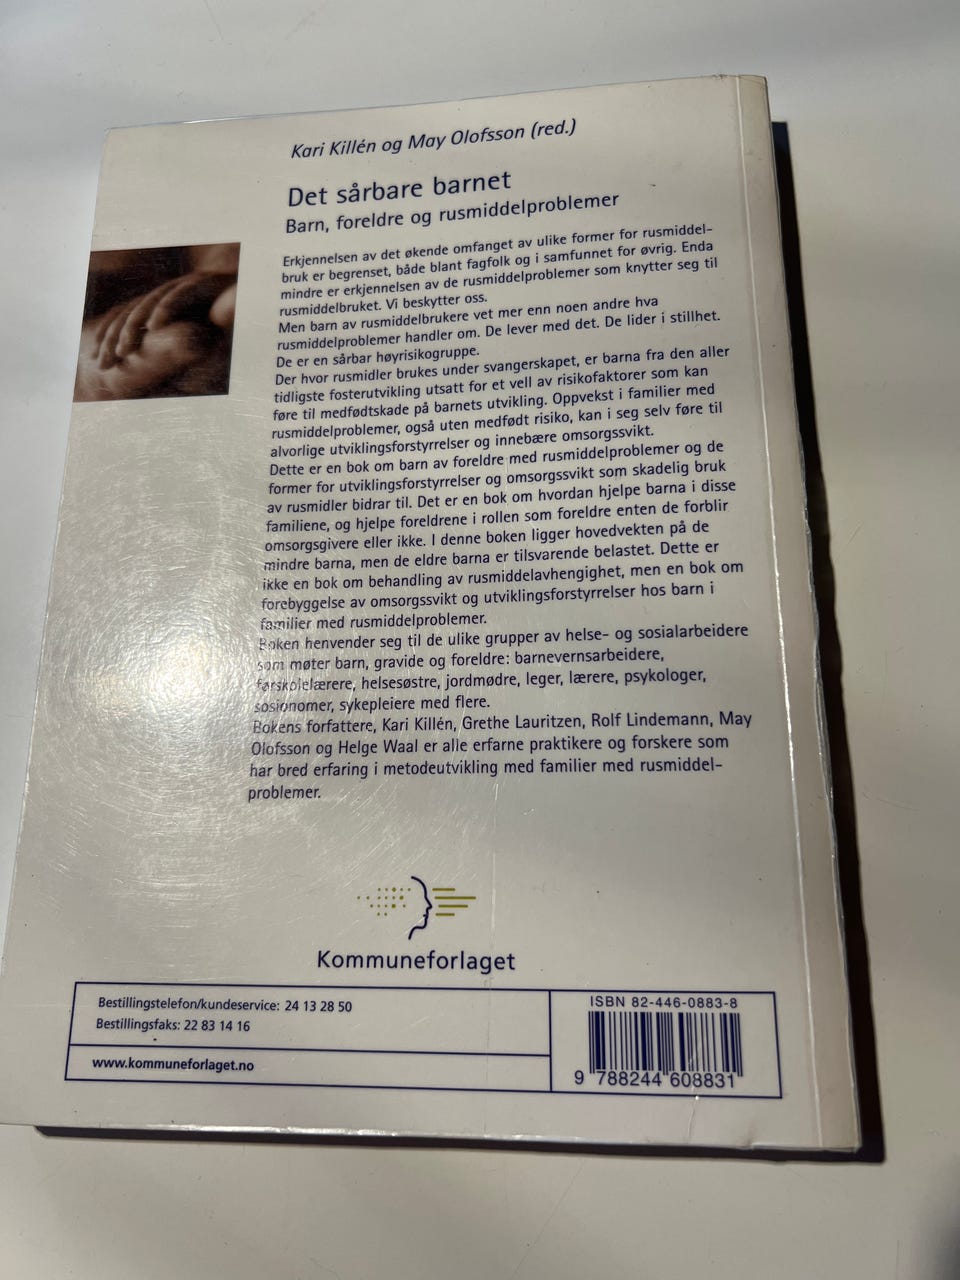 Kari Killén og May Olofsson (red.)
Det sårbare barnet
Barn, foreldre og rusmiddelproblemer
Erkjennelsen av det økende omfanget av ulike former for rusmiddel-
bruk er begrenset, både blant fagfolk og i samfunnet for øvrig. Enda
mindre er erkjennelsen av de rusmiddelproblemer som knytter seg til
rusmiddelbruket. Vi beskytter oss.
Men barn av rusmiddelbrukere vet mer enn noen andre hva
rusmiddelproblemer handler om. De lever med det. De lider i stillhet.
De er en sårbar høyrisikogruppe.
Der hvor rusmidler brukes under svangerskapet, er barna fra den aller
tidligste fosterutvikling utsatt for et vell av risikofaktorer som kan
føre til medfødtskade på barnets utvikling. Oppvekst i familier med
rusmiddelproblemer, også uten medfødt risiko, kan i seg selv føre til
alvorlige utviklingsforstyrrelser og innebære omsorgssvikt.
Dette er en bok om barn av foreldre med rusmiddelproblemer og de
former for utviklingsforstyrrelser og omsorgssvikt som skadelig bruk
av rusmidler bidrar til. Det er en bok om hvordan hjelpe barna i disse
familiene, og hjelpe foreldrene i rollen som foreldre enten de forblir
omsorgsgivere eller ikke. I denne boken ligger hovedvekten på de
mindre barna, men de eldre barna er tilsvarende belastet. Dette er
ikke en bok om behandling av rusmiddelavhengighet, men en bok om
forebyggelse av omsorgssvikt og utviklingsforstyrrelser hos barn i
familier med rusmiddelproblemer.
Boken henvender seg til de ulike grupper av helse- og sosialarbeidere
som møter barn, gravide og foreldre: barnevernsarbeidere,
førskolelærere, helsesøstre, jordmødre, leger, lærere, psykologer,
sosionomer, sykepleiere med flere.
Bokens forfattere, Kari Killén, Grethe Lauritzen, Rolf Lindemann, May
Olofsson og Helge Waal er alle erfarne praktikere og forskere som
har bred erfaring i metodeutvikling med familier med rusmiddel-
problemer.
Kommuneforlaget
Bestillingstelefon/kundeservice: 24 13 28 50
Bestillingsfaks: 22 83 14 16
www.kommuneforlaget.no
ISBN 82-446-0883-8
9 788244 608831